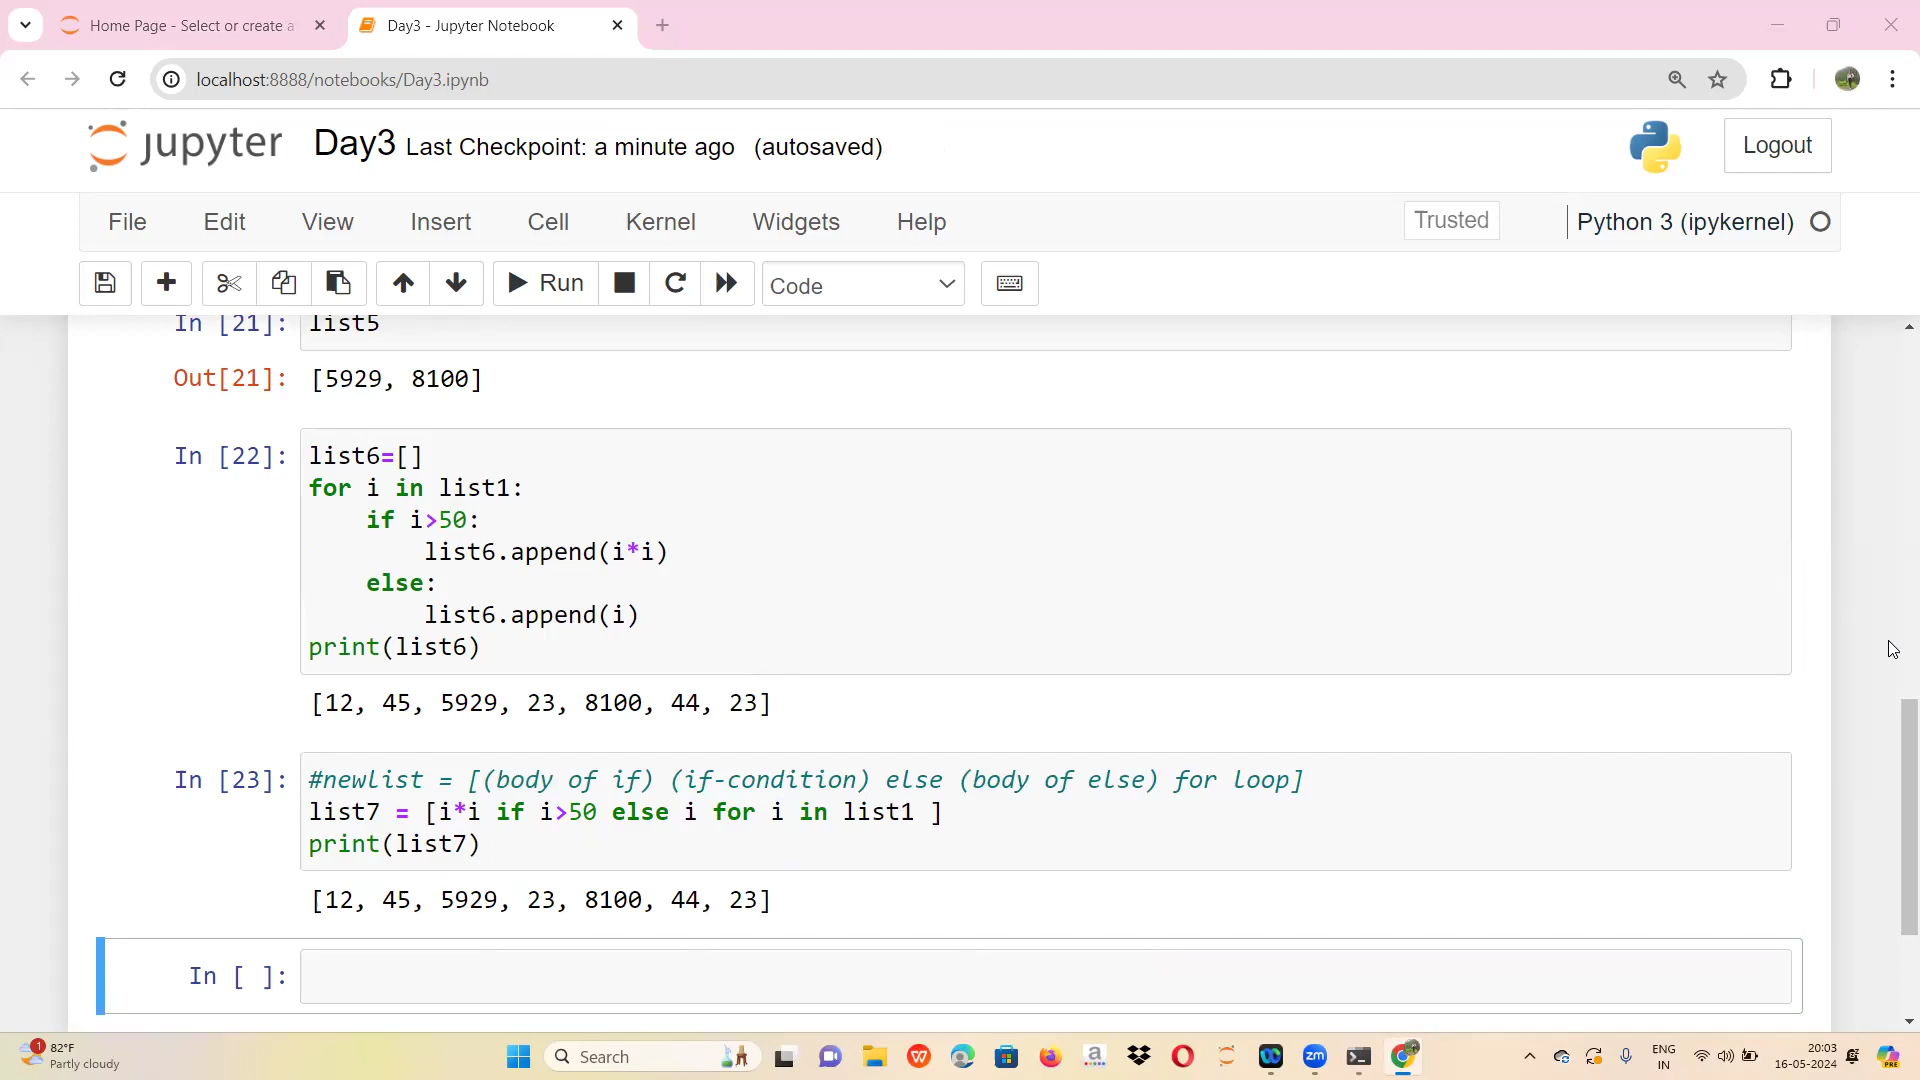 Home Page - Select or create a
Day3 - Jupyter Notebook
localhost:8888/notebooks/Day3.ipynb
jupyter Day3 Last Checkpoint: a minute ago (autosaved)
Logout
File Edit View Insert Cell Kernel Widgets Help
Trusted
Python 3 (ipykernel)
Run
Code
In [21]: list5
Out[21]: [5929, 8100]
In [22]: list6=[]
for i in list1:
    if i>50:
        list6.append(i*i)
    else:
        list6.append(i)
print(list6)
[12, 45, 5929, 23, 8100, 44, 23]
In [23]: #newlist = [(body of if) (if-condition) else (body of else) for loop]
list7 = [i*i if i>50 else i for i in list1 ]
print(list7)
[12, 45, 5929, 23, 8100, 44, 23]
In [ ]:
1
82°F
Partly cloudy
Search
a
zm
ENG
IN
20:03
16-05-2024
PRE